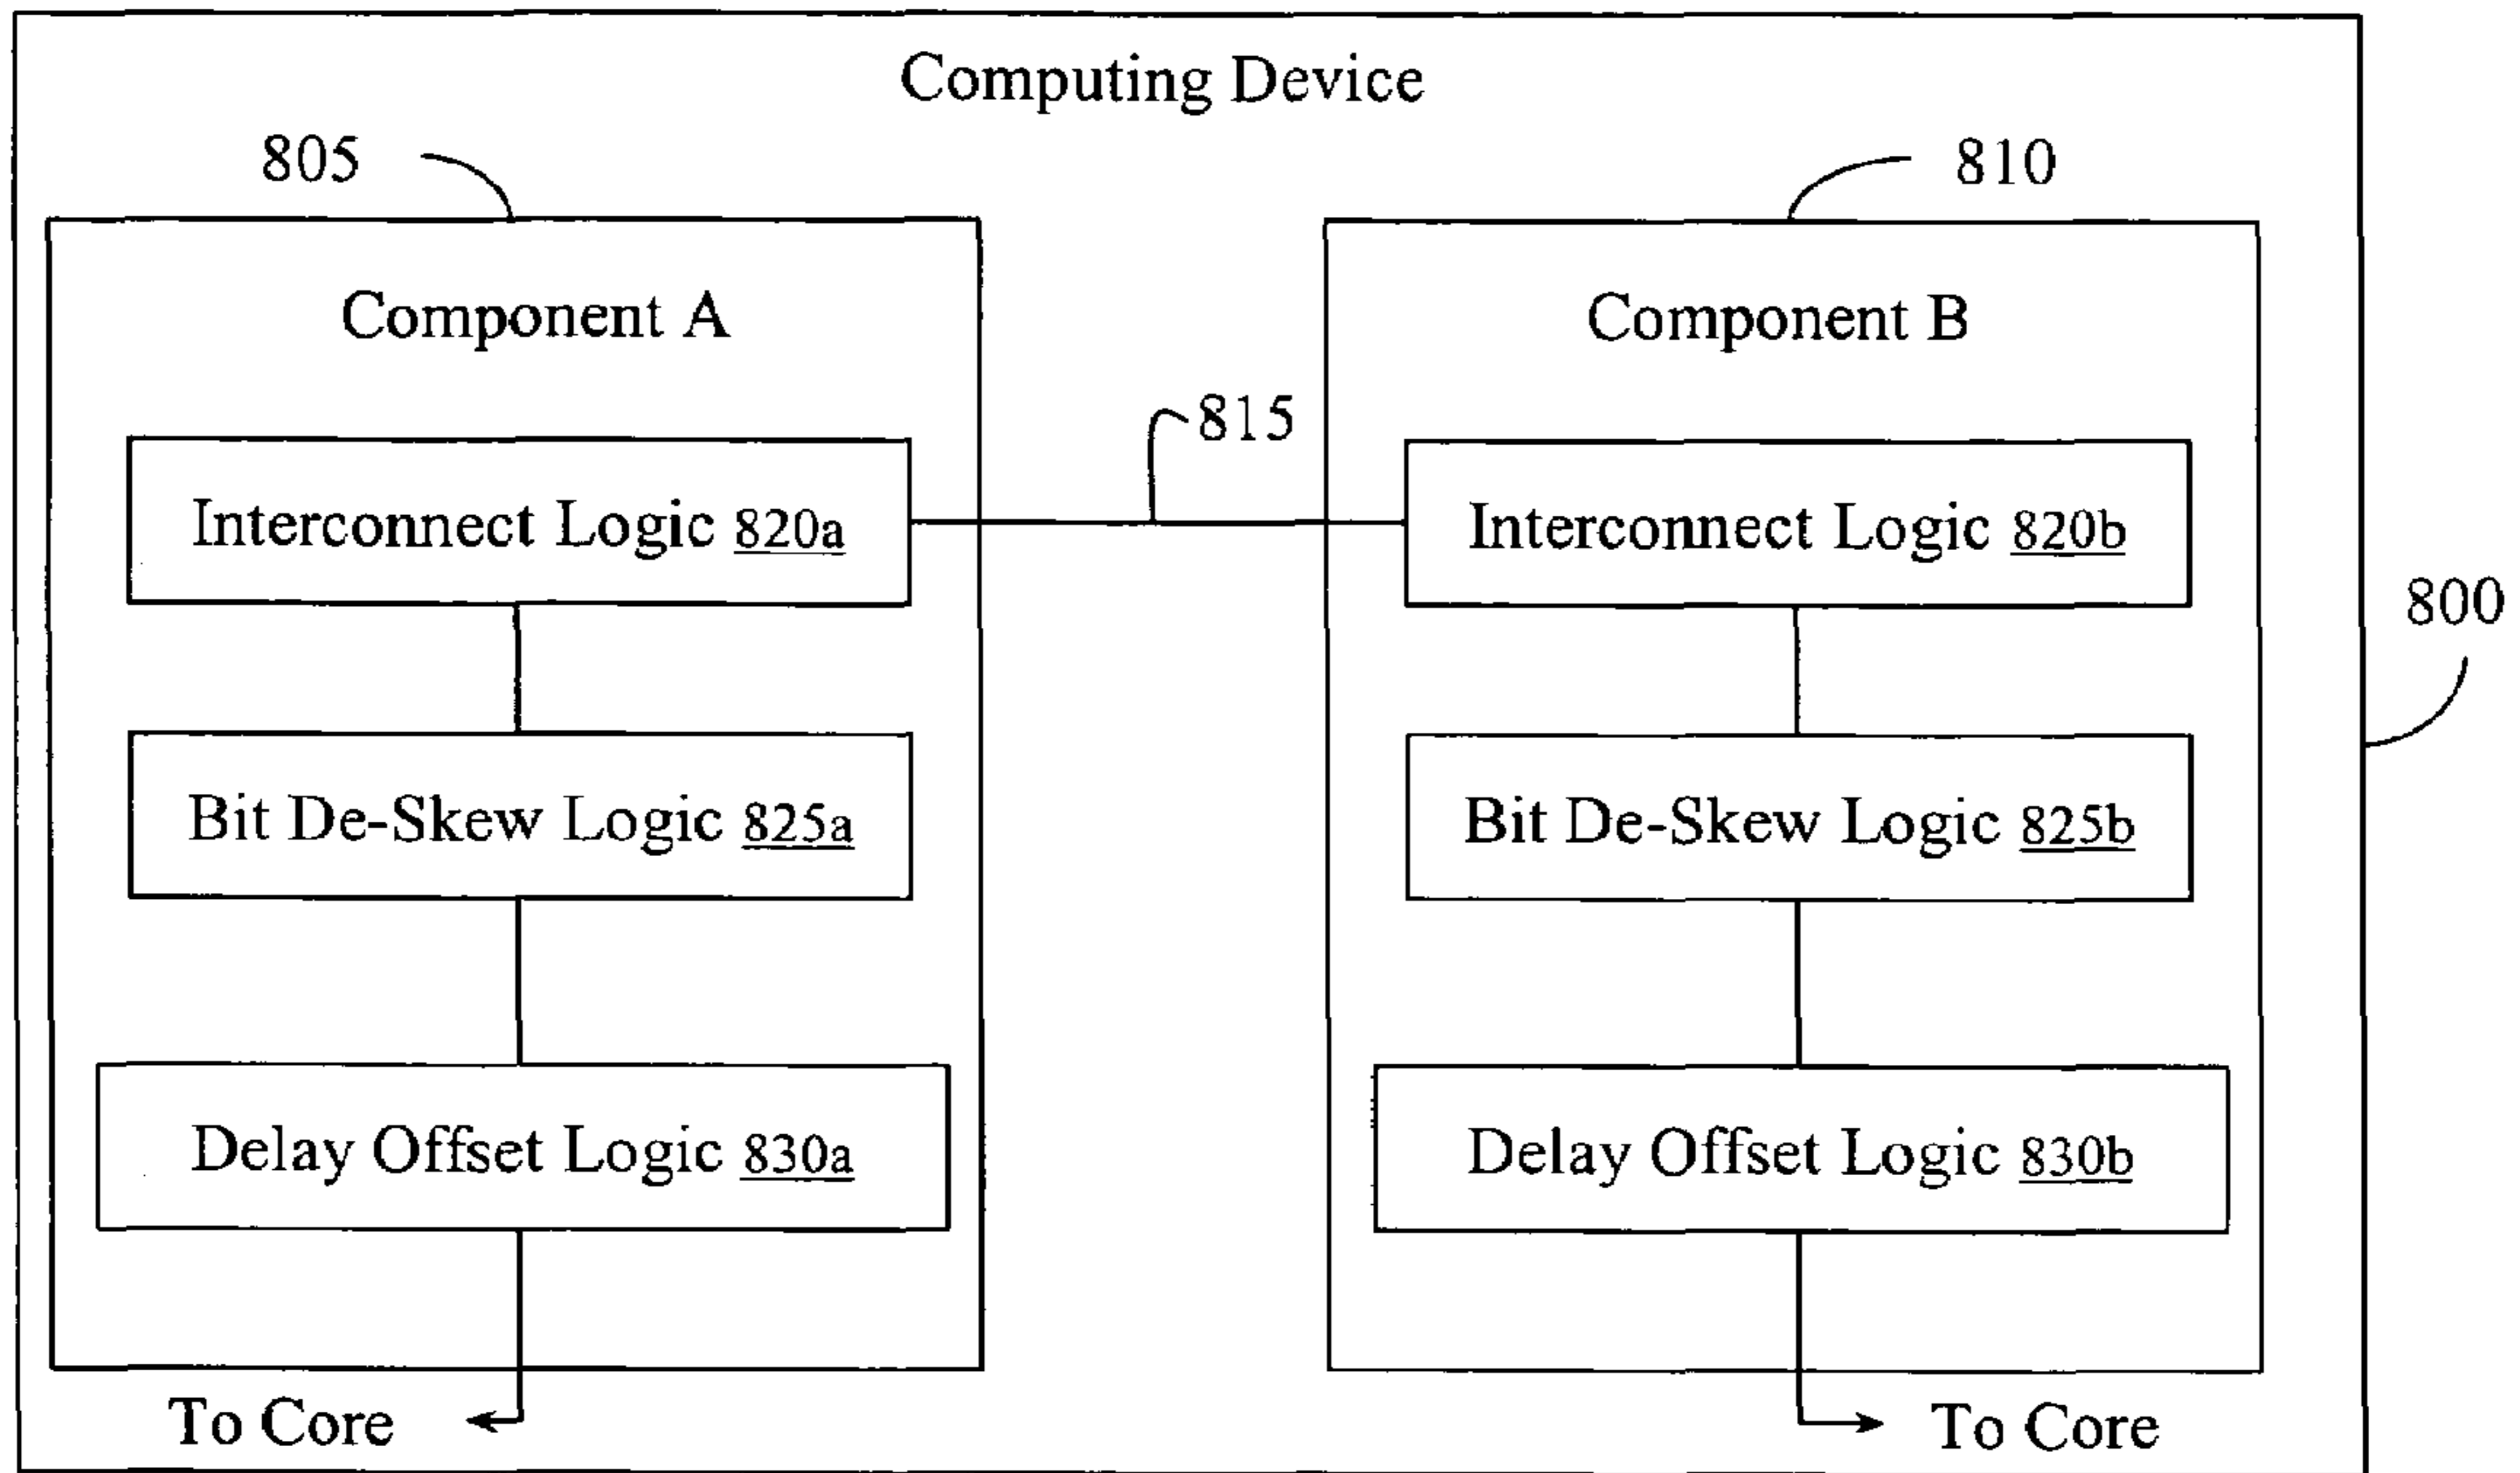 Computing Device
805
810
Component A
Component B
815
Interconnect Logic 820a
Interconnect Logic 820b
800
Bit De-Skew Logic 825a
Bit De-Skew Logic 825b
Delay Offset Logic 830a
Delay Offset Logic 830b
To Core
To Core